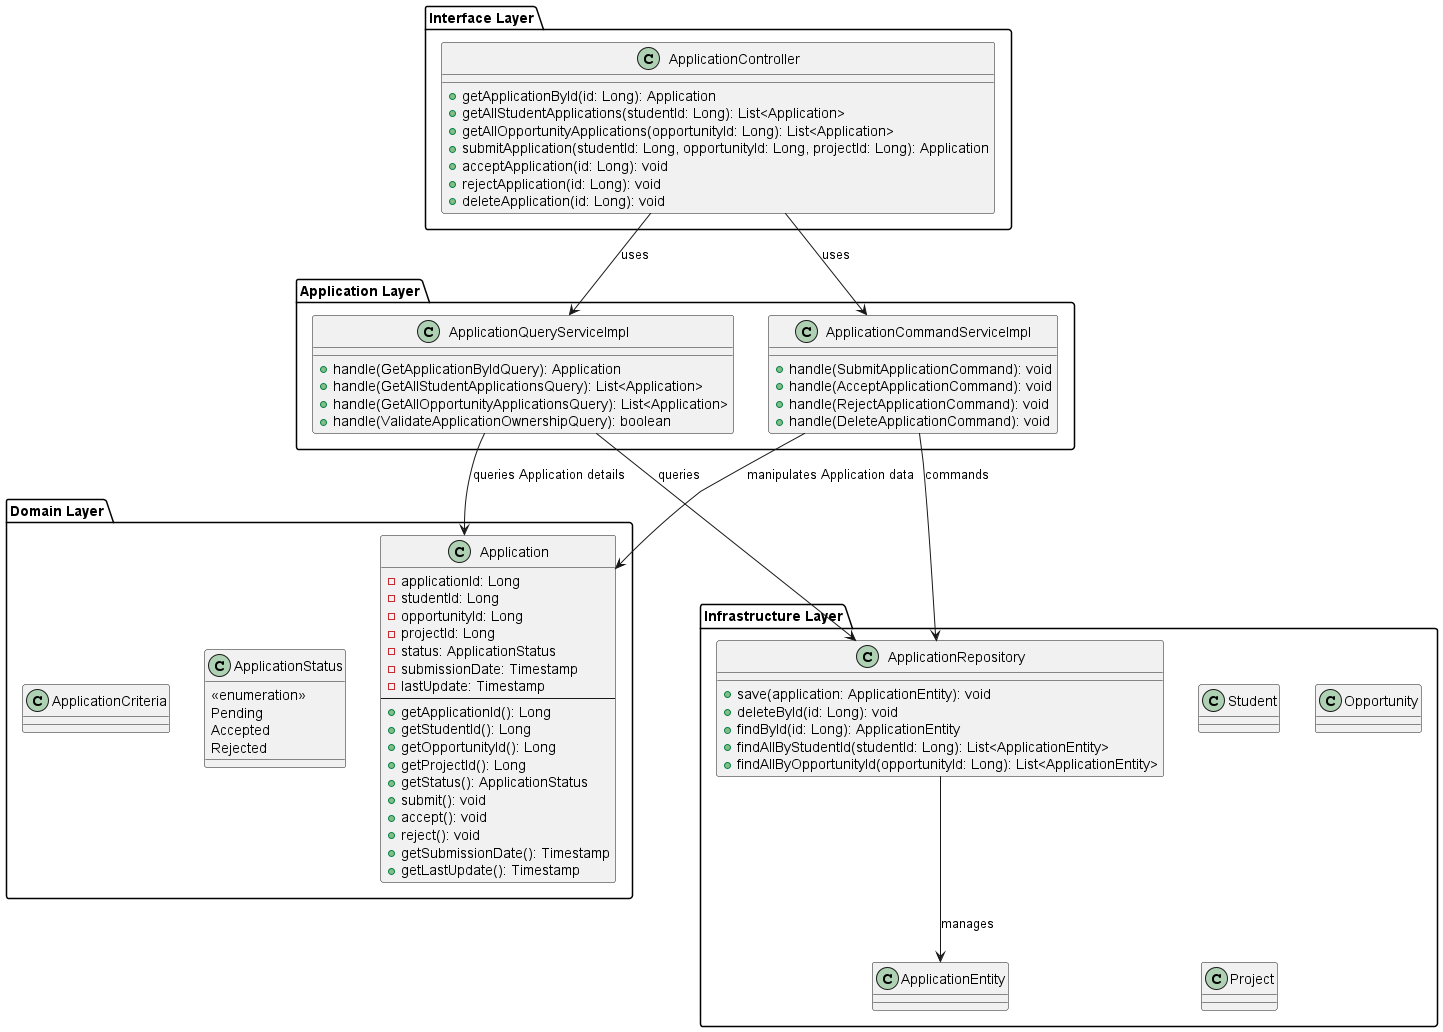 Interface Layer
C ApplicationController
getApplicationById(id: Long): Application
getAllStudentApplications(studentId: Long): List<Application>
getAllOpportunityApplications(opportunityId: Long): List<Application>
submitApplication(studentId: Long, opportunityId: Long, projectId: Long): Application
acceptApplication(id: Long): void
rejectApplication(id: Long): void
deleteApplication(id: Long): void
uses
uses
Application Layer
C ApplicationQueryServiceImpl
handle(GetApplicationByIdQuery): Application
handle(GetAllStudentApplicationsQuery): List<Application>
handle(GetAllOpportunityApplicationsQuery): List<Application>
handle(ValidateApplicationOwnershipQuery): boolean
C ApplicationCommandServiceImpl
handle(SubmitApplicationCommand): void
handle(AcceptApplicationCommand): void
handle(RejectApplicationCommand): void
handle(DeleteApplicationCommand): void
queries Application details
queries
manipulates Application data
commands
Domain Layer
C ApplicationCriteria
C ApplicationStatus
«enumeration»
Pending
Accepted
Rejected
C Application
applicationId: Long
studentId: Long
opportunityId: Long
projectId: Long
status: ApplicationStatus
submissionDate: Timestamp
lastUpdate: Timestamp
getApplicationId(): Long
getStudentId(): Long
getOpportunityId(): Long
getProjectId(): Long
getStatus(): ApplicationStatus
submit(): void
accept(): void
reject(): void
getSubmissionDate(): Timestamp
getLastUpdate(): Timestamp
Infrastructure Layer
C ApplicationRepository
save(application: ApplicationEntity): void
deleteById(id: Long): void
findById(id: Long): ApplicationEntity
findAllByStudentId(studentId: Long): List<ApplicationEntity>
findAllByOpportunityId(opportunityId: Long): List<ApplicationEntity>
C Student
C Opportunity
manages
C ApplicationEntity
C Project